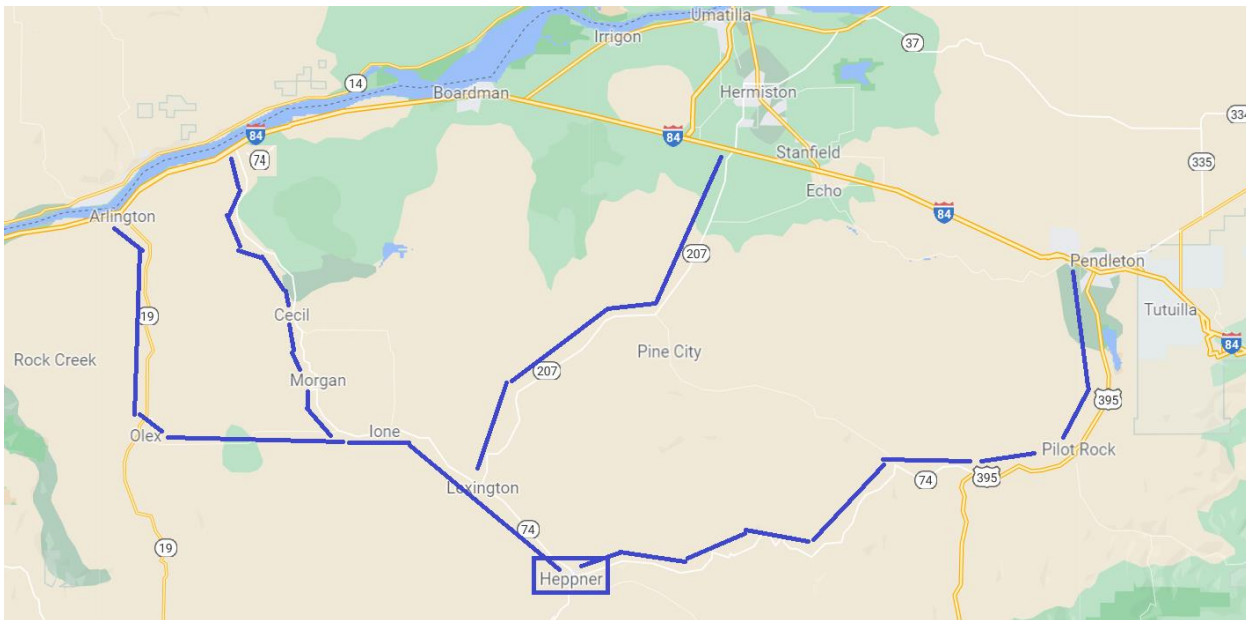 Umatilla
Irrigon
37
14
Boardman
Hermiston
84
84
74
Stanfield
334
335
Echo
Arlington
84
207
Pendleton
19
Cecil
Tutuilla
Rock Creek
Pine City
84
Morgan
207
395
Olex
Ione
Pilot Rock
Lexington
74
395
74
19
Heppner